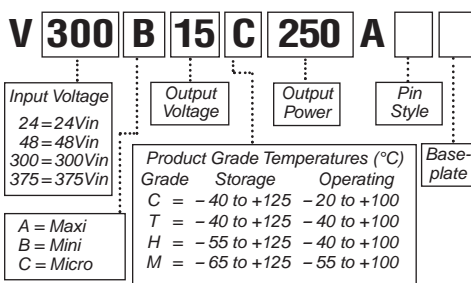 V 300 B 15 C 250 A
Input Voltage
24 = 24Vin
48 = 48Vin
300 = 300Vin
375 = 375Vin
Output
Voltage
Output
Power
Pin
Style
Base-
plate
A = Maxi
B = Mini
C = Micro
Product Grade Temperatures (°C)
Grade Storage Operating
C = – 40 to +125 – 20 to +100
T = – 40 to +125 – 40 to +100
H = – 55 to +125 – 40 to +100
M = – 65 to +125 – 55 to +100